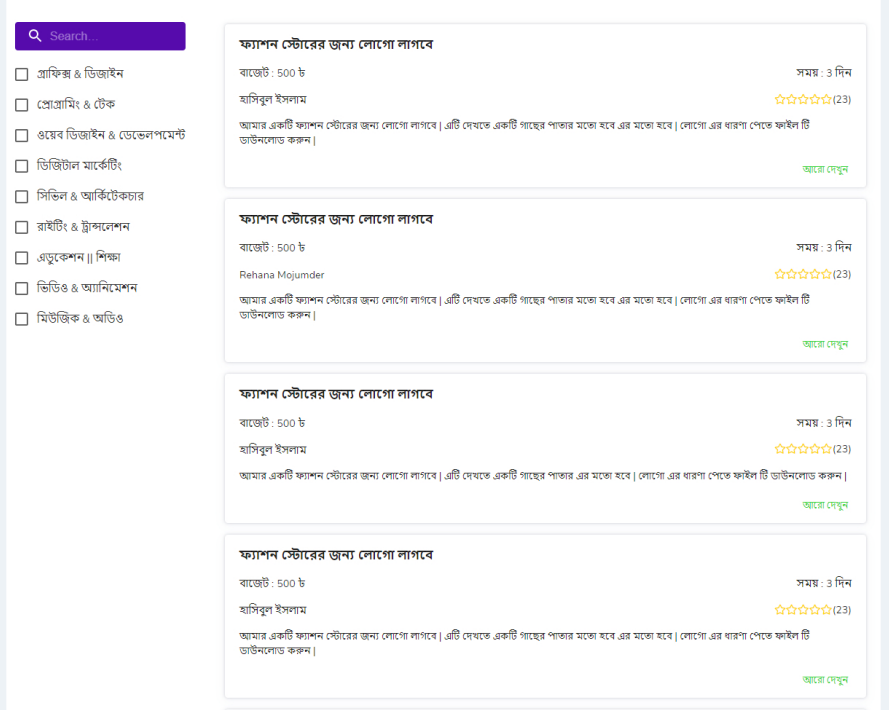 Search...
গ্রাফিক্স & ডিজাইন
প্রোগ্রামিং & টেক
ওয়েব ডিজাইন & ডেভেলপমেন্ট
ডিজিটাল মার্কেটিং
সিভিল & আর্কিটেকচার
রাইটিং & ট্রান্সলেশন
এডুকেশন || শিক্ষা
ভিডিও & অ্যানিমেশন
মিউজিক & অডিও
ফ্যাশন স্টোরের জন্য লোগো লাগবে
বাজেট : 500 ৳ সময় : 3 দিন
হাসিবুল ইসলাম (23)
আমার একটি ফ্যাশন স্টোরের জন্য লোগো লাগবে | এটি দেখতে একটি গাছের পাতার মতো হবে এর মতো হবে | লোগো এর ধারণা পেতে ফাইল টি
ডাউনলোড করুন |
আরো দেখুন
ফ্যাশন স্টোরের জন্য লোগো লাগবে
বাজেট : 500 ৳ সময় : 3 দিন
Rehana Mojumder (23)
আমার একটি ফ্যাশন স্টোরের জন্য লোগো লাগবে | এটি দেখতে একটি গাছের পাতার মতো হবে এর মতো হবে | লোগো এর ধারণা পেতে ফাইল টি
ডাউনলোড করুন |
আরো দেখুন
ফ্যাশন স্টোরের জন্য লোগো লাগবে
বাজেট : 500 ৳ সময় : 3 দিন
হাসিবুল ইসলাম (23)
আমার একটি ফ্যাশন স্টোরের জন্য লোগো লাগবে | এটি দেখতে একটি গাছের পাতার এর মতো হবে | লোগো এর ধারণা পেতে ফাইল টি ডাউনলোড করুন |
আরো দেখুন
ফ্যাশন স্টোরের জন্য লোগো লাগবে
বাজেট : 500 ৳ সময় : 3 দিন
হাসিবুল ইসলাম (23)
আমার একটি ফ্যাশন স্টোরের জন্য লোগো লাগবে | এটি দেখতে একটি গাছের পাতার মতো হবে এর মতো হবে | লোগো এর ধারণা পেতে ফাইল টি
ডাউনলোড করুন |
আরো দেখুন